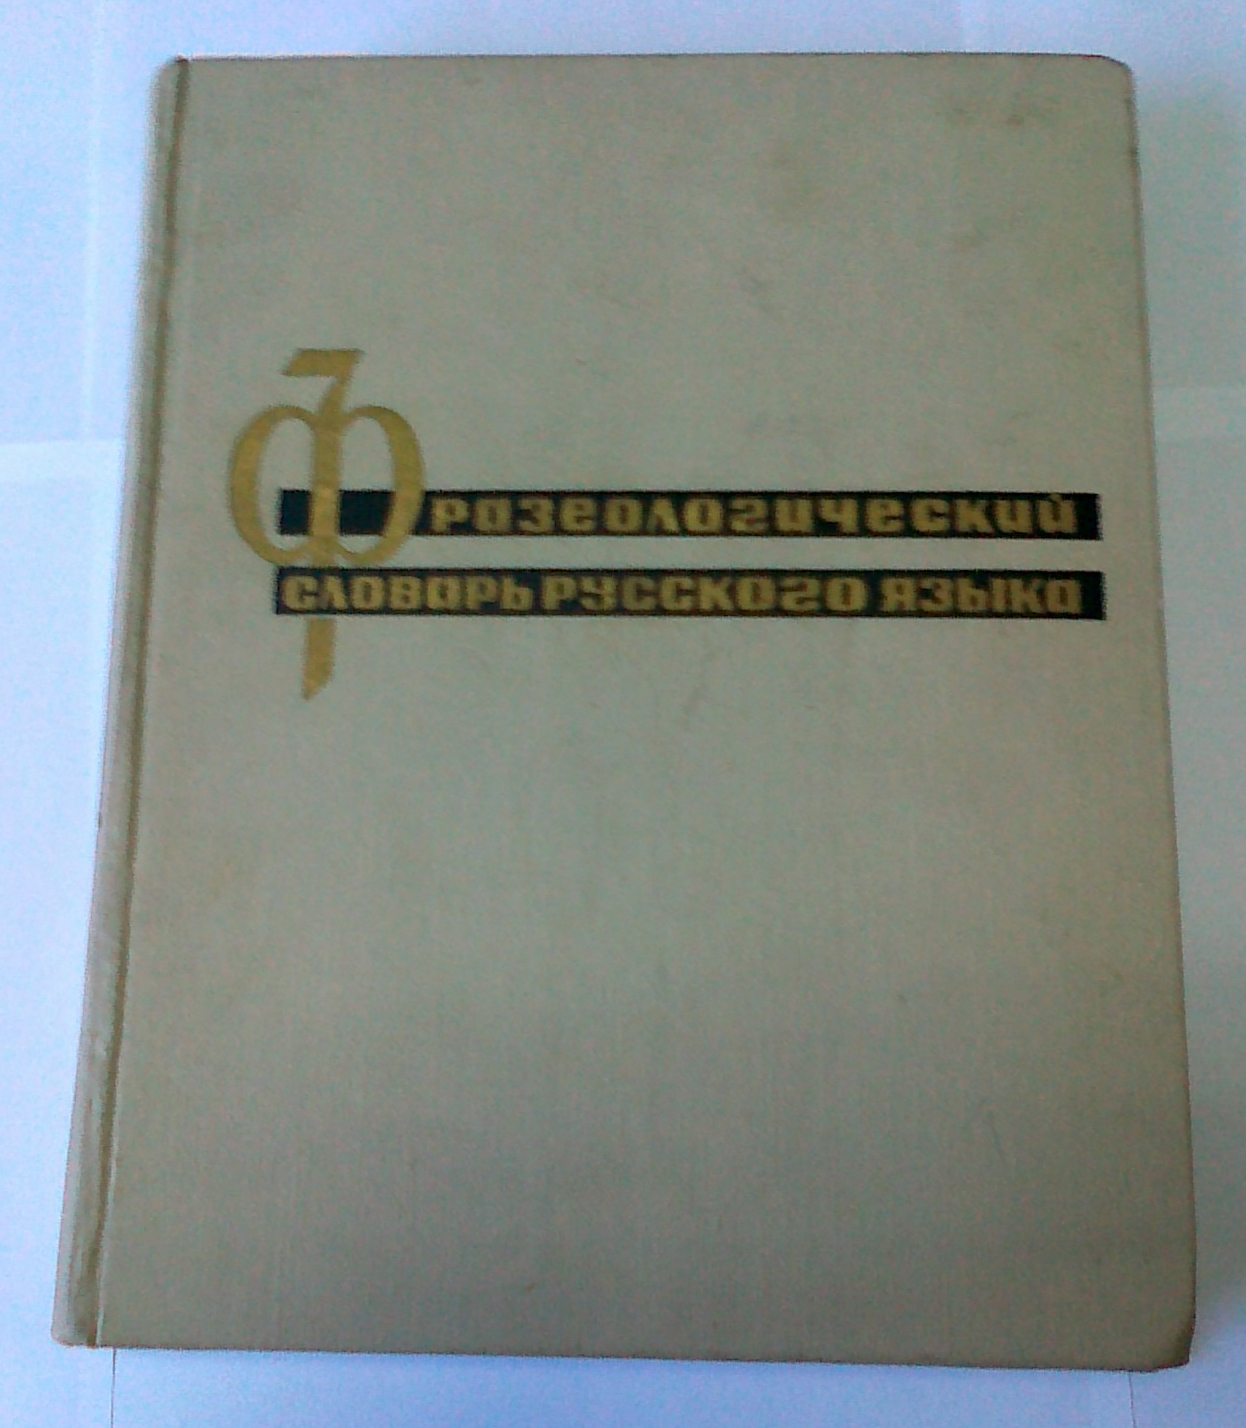 Фразеологический
словарь русского языка